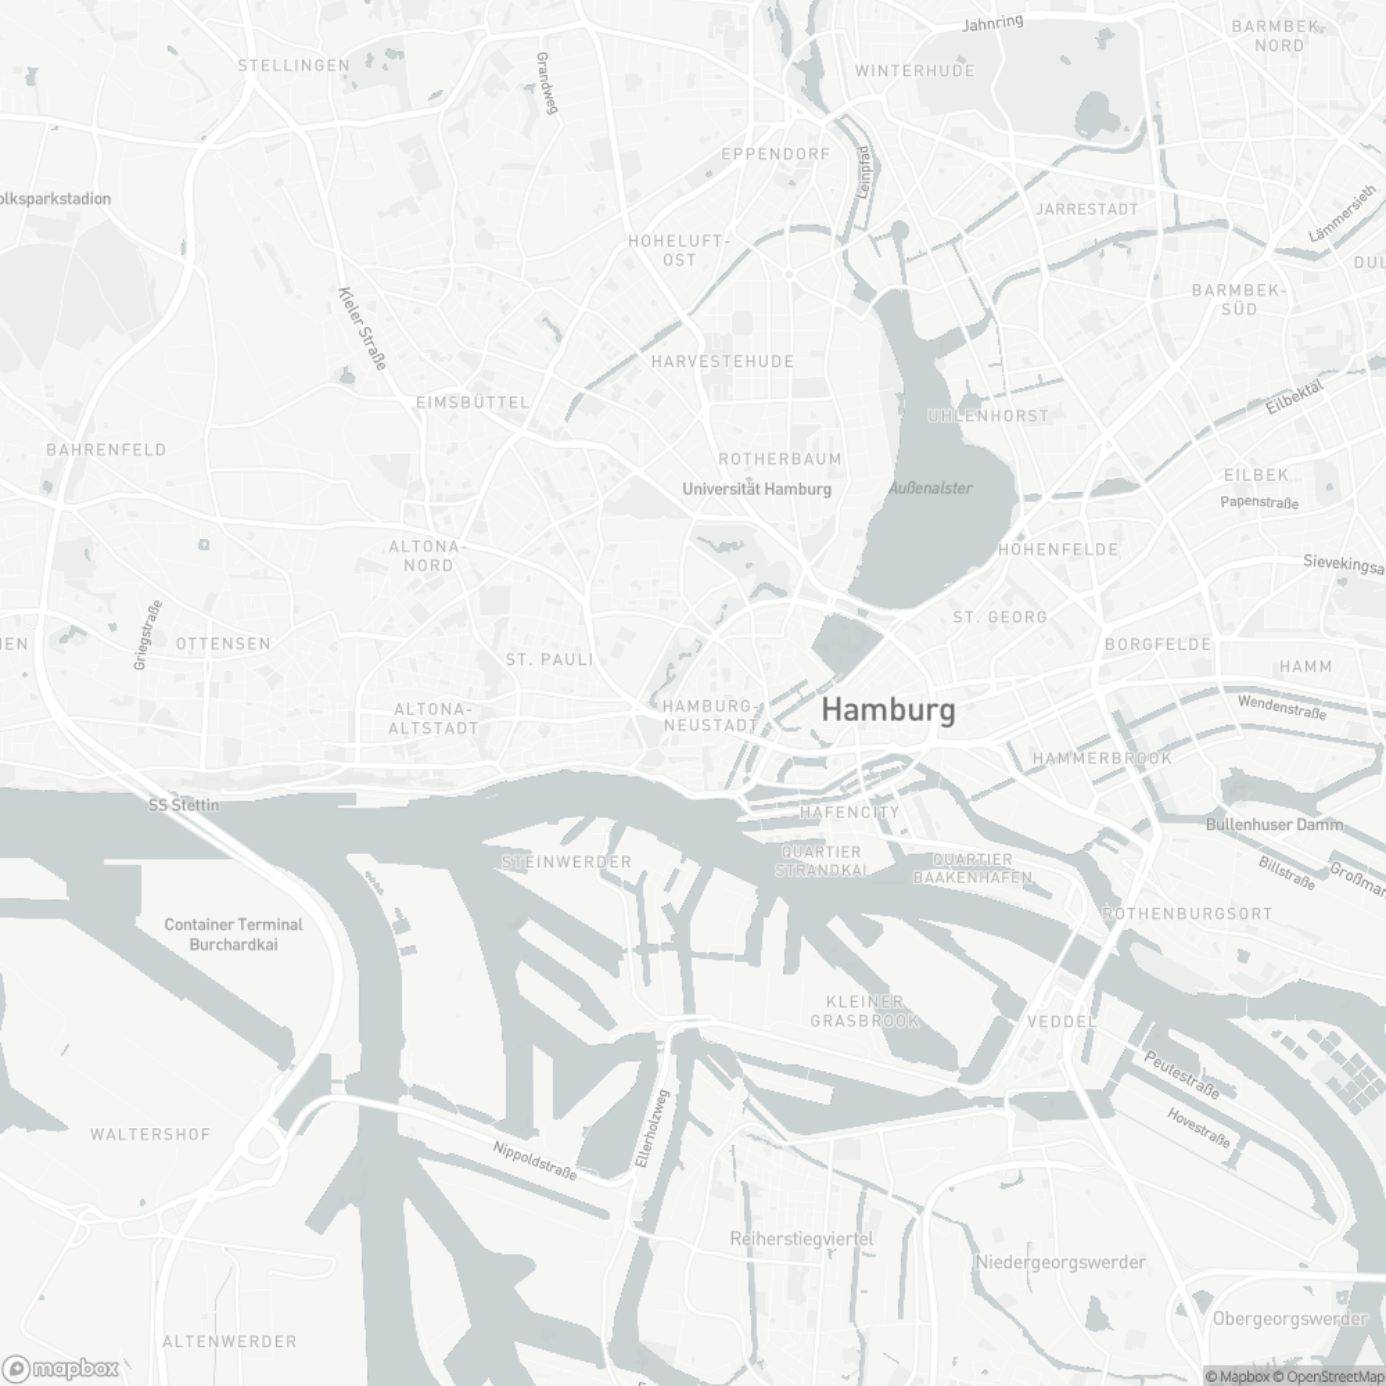 Jahnring
BARMBEK-
NORD
STELLINGEN
WINTERHUDE
Grandweg
EPPENDORF
Leinpfad
olksparkstadion
JARRESTADT
Lämmersieth
HOHELUFT-
OST
DUL
BARMBEK-
SÜD
Kieler Straße
HARVESTEHUDE
EIMSBÜTTEL
UHLENHORST
Eilbektal
BAHRENFELD
ROTHERBAUM
Universität Hamburg
Außenalster
EILBEK
Papenstraße
ALTONA-
NORD
HOHENFELDE
Sievekingsa
Griegstraße
ST. GEORG
EN
OTTENSEN
ST. PAULI
BORGFELDE
HAMM
ALTONA-
ALTSTADT
HAMBURG-
NEUSTADT
Hamburg
Wendenstraße
HAMMERBROOK
SS Stettin
HAFENCITY
Bullenhuser Damm
STEINWERDER
QUARTIER
STRANDKAI
QUARTIER
BAAKENHAFEN
Billstraße
Großman
Container Terminal
Burchardkai
ROTHENBURGSORT
KLEINER
GRASBROOK
VEDDEL
Peutestraße
WALTERSHOF
Ellerholzweg
Hovestraße
Nippoldstraße
Reiherstiegviertel
Niedergeorgswerder
Obergeorgswerder
ALTENWERDER
mapbox
© Mapbox © OpenStreetMap